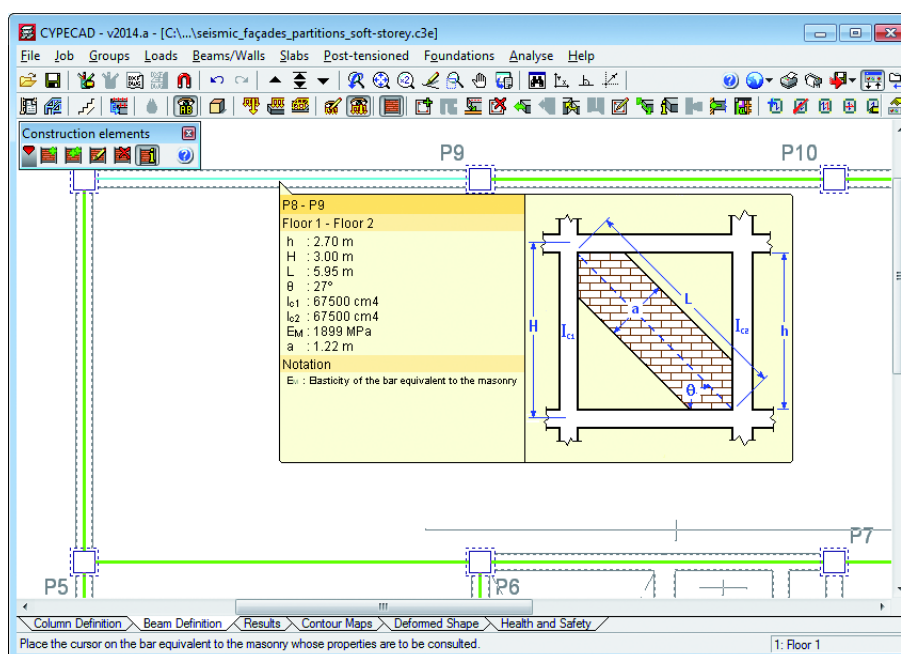 CYPECAD - v2014.a - [C:\...\seismic_façades_partitions_soft-storey.c3e]
File Job Groups Loads Beams/Walls Slabs Post-tensioned Foundations Analyse Help
Construction elements
P9
P10
P8 - P9
Floor 1 - Floor 2
h : 2.70 m
H : 3.00 m
L : 5.95 m
θ : 27°
Ic1 : 67500 cm4
Ic2 : 67500 cm4
EM : 1899 MPa
a : 1.22 m
Notation
EM : Elasticity of the bar equivalent to the masonry
L
a
H
IC1
IC2
h
θ
P7
P5
P6
Column Definition Beam Definition Results Contour Maps Deformed Shape Health and Safety
Place the cursor on the bar equivalent to the masonry whose properties are to be consulted.
1: Floor 1